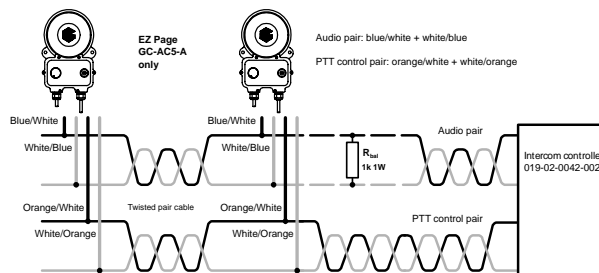 EZ Page
GC-AC5-A
only
Audio pair: blue/white + white/blue
PTT control pair: orange/white + white/orange
Blue/White
White/Blue
Blue/White
White/Blue
Rbal
1k 1W
Audio pair
Intercom controller
019-02-0042-002
Orange/White
White/Orange
Twisted pair cable
Orange/White
White/Orange
PTT control pair